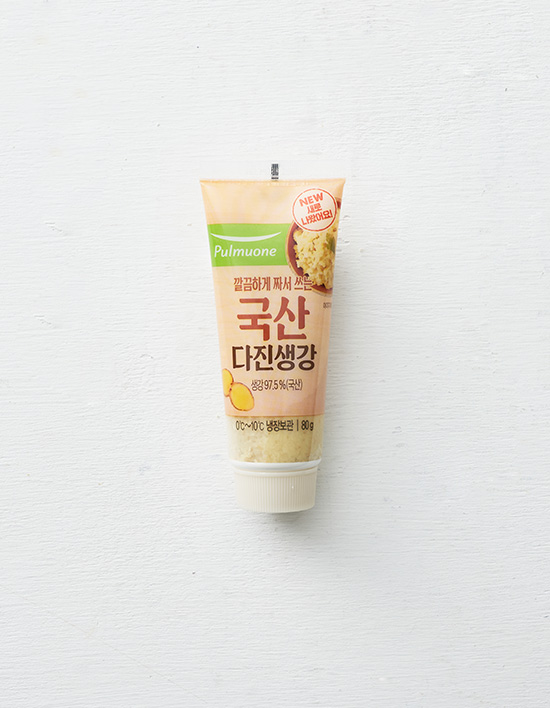 NEW
새로
나왔어요!
Pulmuone
깔끔하게 짜서 쓰는
국산
다진생강
생강 97.5%(국산)
0℃~10℃ 냉장보관 | 80g